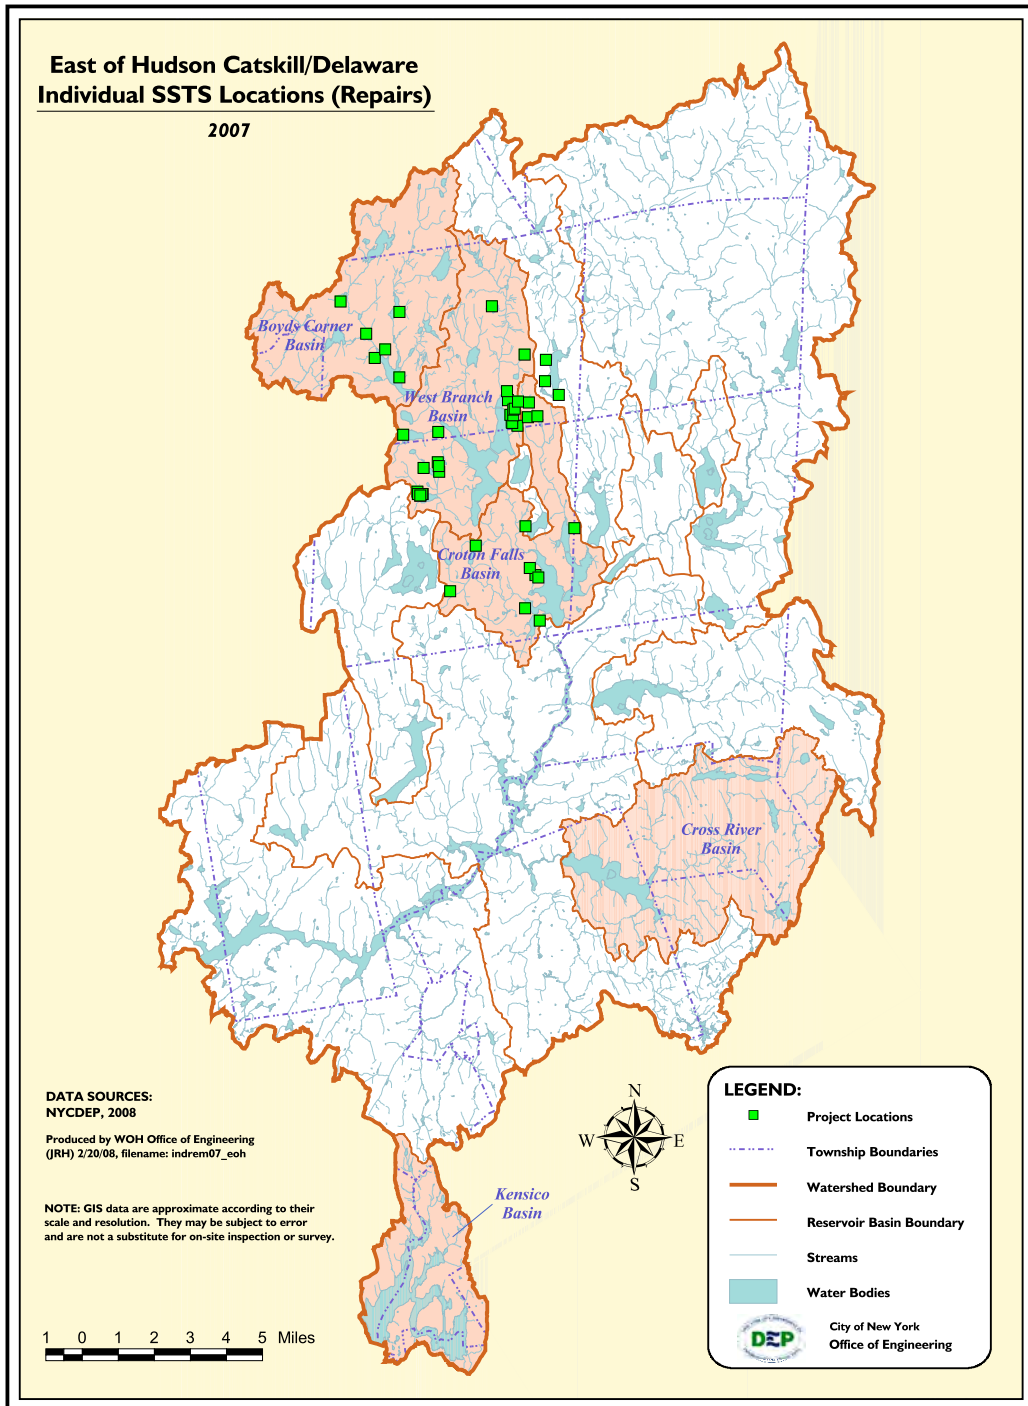 East of Hudson Catskill/Delaware
Individual SSTS Locations (Repairs)
2007
Boyds Corner
Basin
West Branch
Basin
Croton Falls
Basin
Cross River
Basin
Kensico
Basin
DATA SOURCES:
NYCDEP, 2008
Produced by WOH Office of Engineering
(JRH) 2/20/08, filename: indrem07_eoh
NOTE: GIS data are approximate according to their
scale and resolution. They may be subject to error
and are not a substitute for on-site inspection or survey.
1 0 1 2 3 4 5 Miles
N
W E
S
LEGEND:
Project Locations
Township Boundaries
Watershed Boundary
Reservoir Basin Boundary
Streams
Water Bodies
DEP
City of New York
Office of Engineering